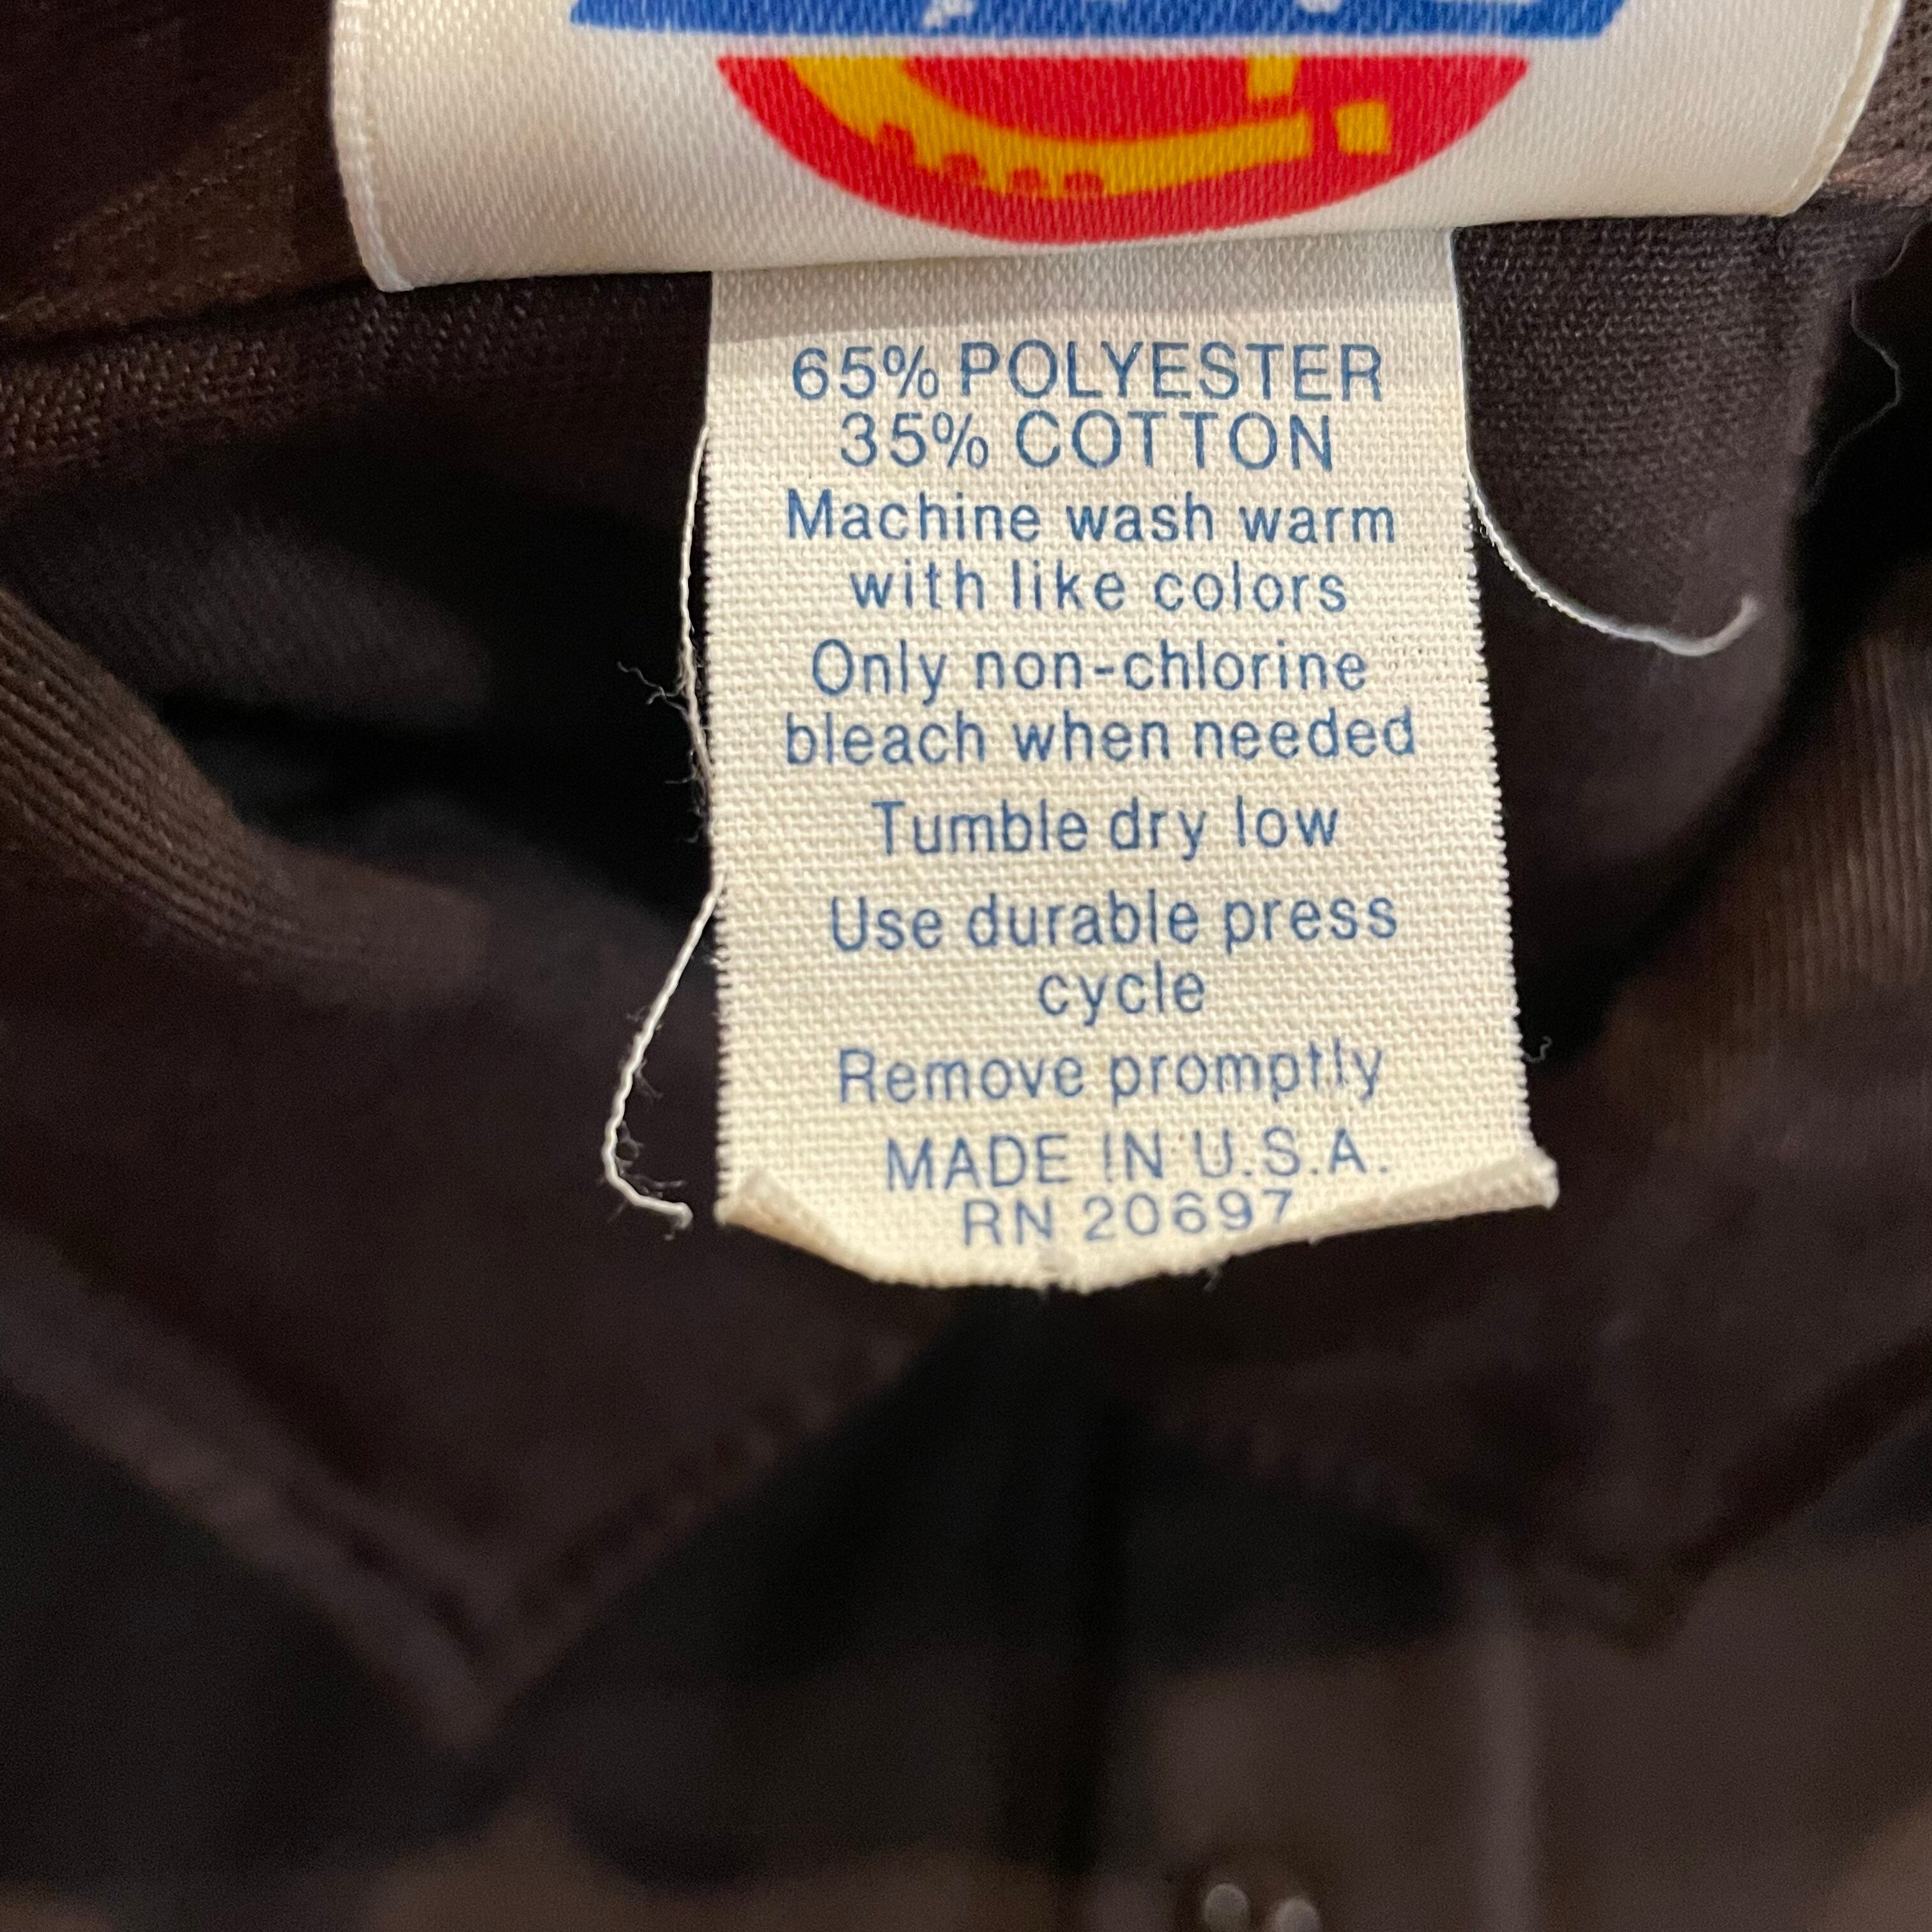 65% POLYESTER
35% COTTON
Machine wash warm
with like colors
Only non-chlorine
bleach when needed
Tumble dry low
Use durable press
cycle
Remove promptly
MADE IN U.S.A.
RN 20697